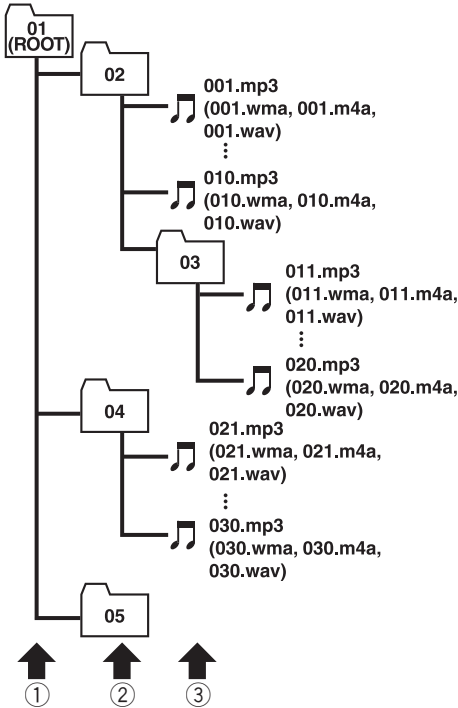 01
(ROOT)
02
001.mp3
(001.wma, 001.m4a,
001.wav)
⋮
010.mp3
(010.wma, 010.m4a,
010.wav)
03
011.mp3
(011.wma, 011.m4a,
011.wav)
⋮
020.mp3
(020.wma, 020.m4a,
020.wav)
04
021.mp3
(021.wma, 021.m4a,
021.wav)
⋮
030.mp3
(030.wma, 030.m4a,
030.wav)
05
① ② ③